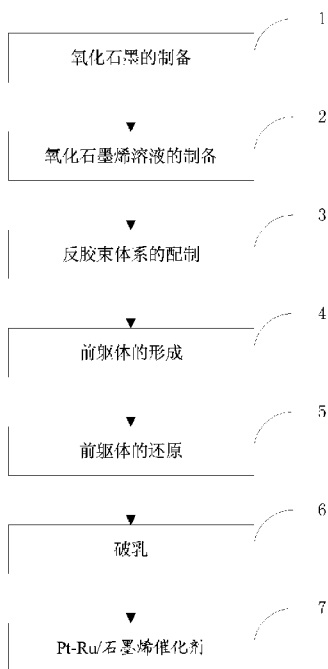 1
氧化石墨的制备
2
氧化石墨烯溶液的制备
3
反胶束体系的配制
4
前躯体的形成
5
前躯体的还原
6
破乳
7
Pt-Ru/石墨烯催化剂